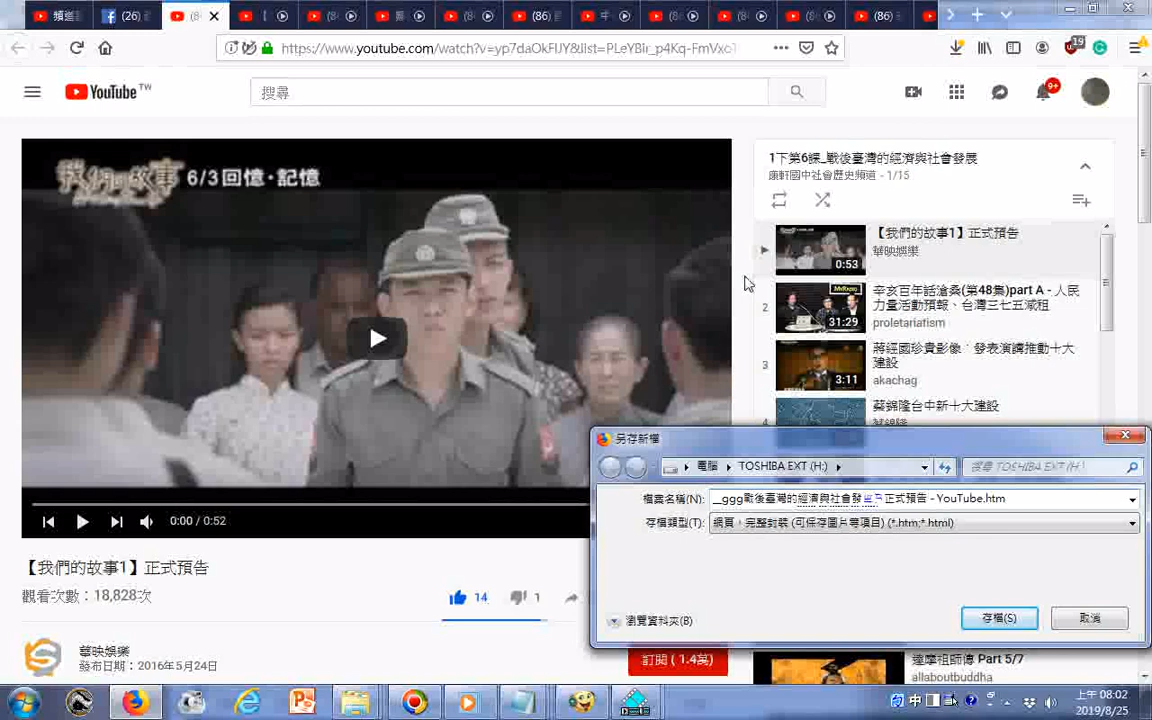 (26)
(86)
(86)
https://www.youtube.com/watch?v=yp7daOkFIJY&list=PLeYBIr_p4Kq-FmVxo
19
YouTube TW
搜尋
9+
我們的故事 6/3回憶·記憶
1下第6課_戰後臺灣的經濟與社會發展
康軒國中社會歷史頻道 - 1/15
【我們的故事1】正式預告
華映娛樂
0:53
2
辛亥百年話滄桑(第48集)part A - 人民
力量活動預報、台灣三七五減租
proletariatism
31:29
3
蔣經國珍貴影像˙發表演講推動十大
建設
akachag
3:11
4
蔡錦隆台中新十大建設
0:00 / 0:52
【我們的故事1】正式預告
觀看次數：18,828次
14
1
華映娛樂
發布日期：2016年5月24日
訂閱 ( 1.4萬)
另存新檔
電腦
TOSHIBA EXT (H:)
搜尋 TOSHIBA EXT (H:)
檔案名稱(N):
__ggg戰後臺灣的經濟與社會發展 正式預告 - YouTube.htm
存檔類型(T):
網頁，完整封裝 (可保存圖片等項目) (*.htm;*.html)
瀏覽資料夾(B)
存檔(S)
取消
達摩祖師傳 Part 5/7
allaboutbuddha
中
上午 08:02
2019/8/25